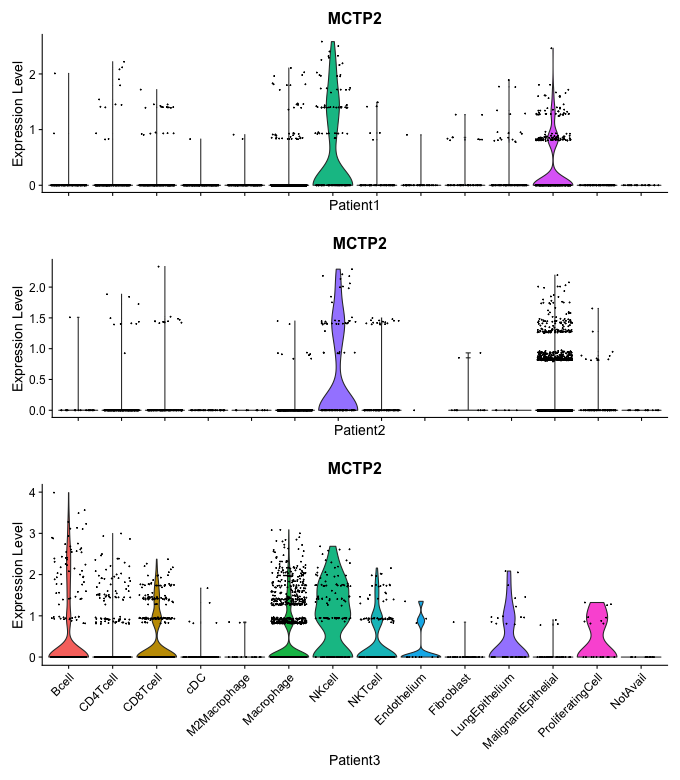 MCTP2
Expression Level
2
1
0
Patient1
MCTP2
Expression Level
2.0
1.5
1.0
0.5
0.0
Patient2
MCTP2
Expression Level
4
3
2
1
0
Bcell
CD4Tcell
CD8Tcell
cDC
M2Macrophage
Macrophage
NKcell
NKTcell
Endothelium
Fibroblast
LungEpithelium
MalignantEpithelial
ProliferatingCell
NotAvail
Patient3